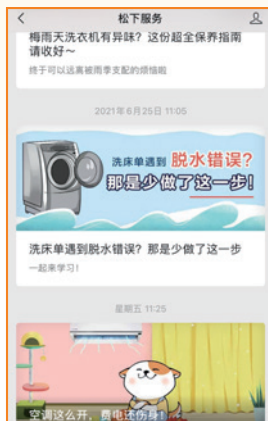 松下服务
梅雨天洗衣机有异味？这份超全保养指南
请收好～
终于可以远离被雨季支配的烦恼啦
2021年6月25日 11:05
洗床单遇到脱水错误？
那是少做了这一步！
洗床单遇到脱水错误？那是少做了这一步
一起来学习！
星期五 11:25
空调这么开，费电还伤身！